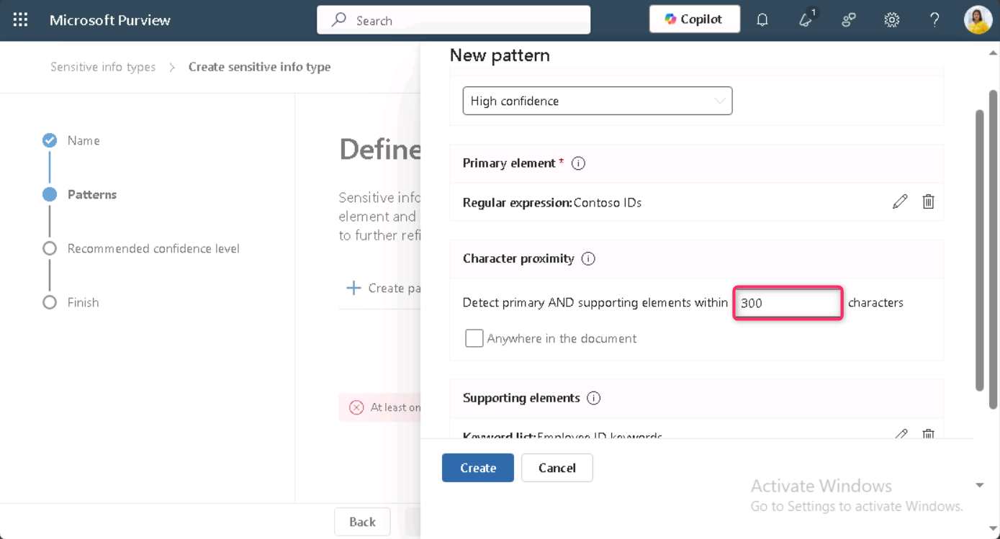 Microsoft Purview
Search
Copilot
1
Sensitive info types > Create sensitive info type
Name
Patterns
Recommended confidence level
Finish
Define
Sensitive info
element and
to further refi
Create pa
At least on
Back
New pattern
High confidence
Primary element *
Regular expression:Contoso IDs
Character proximity
Detect primary AND supporting elements within 300 characters
Anywhere in the document
Supporting elements
Keyword list:Employee ID keywords
Create
Cancel
Activate Windows
Go to Settings to activate Windows.